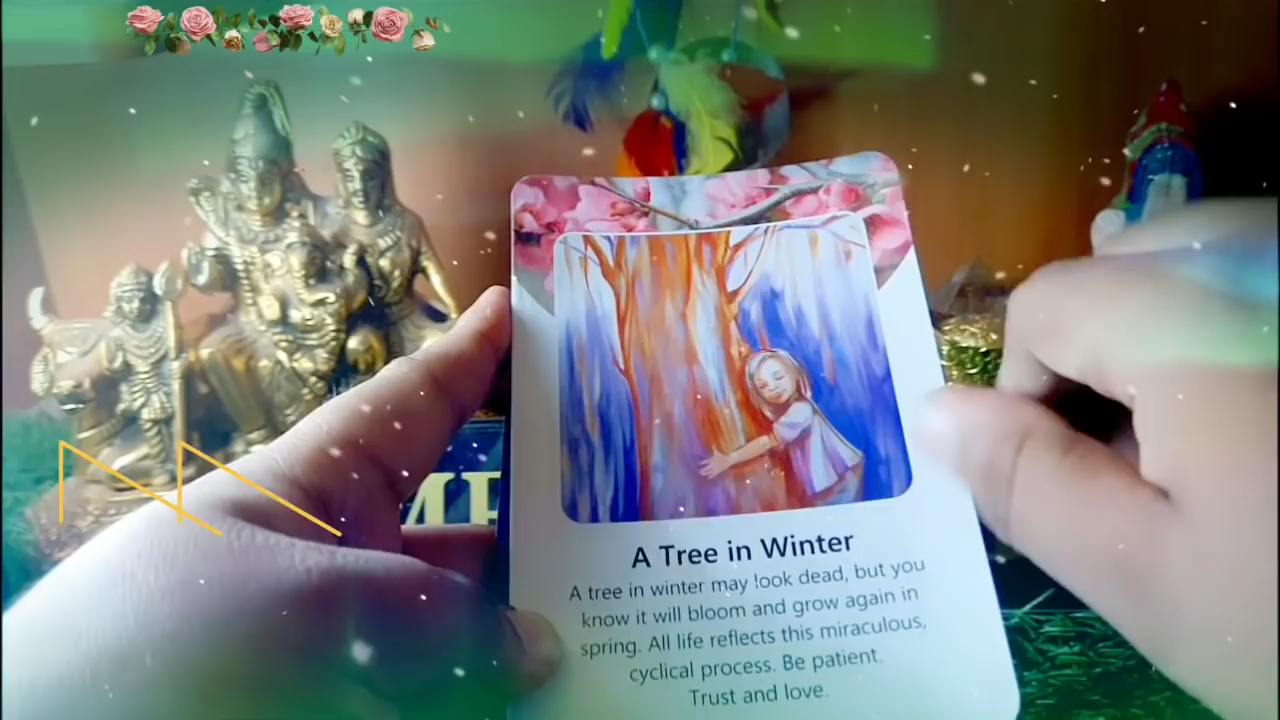 A Tree in Winter
A tree in winter may look dead, but you
know it will bloom and grow again in
spring. All life reflects this miraculous,
cyclical process. Be patient.
Trust and love.